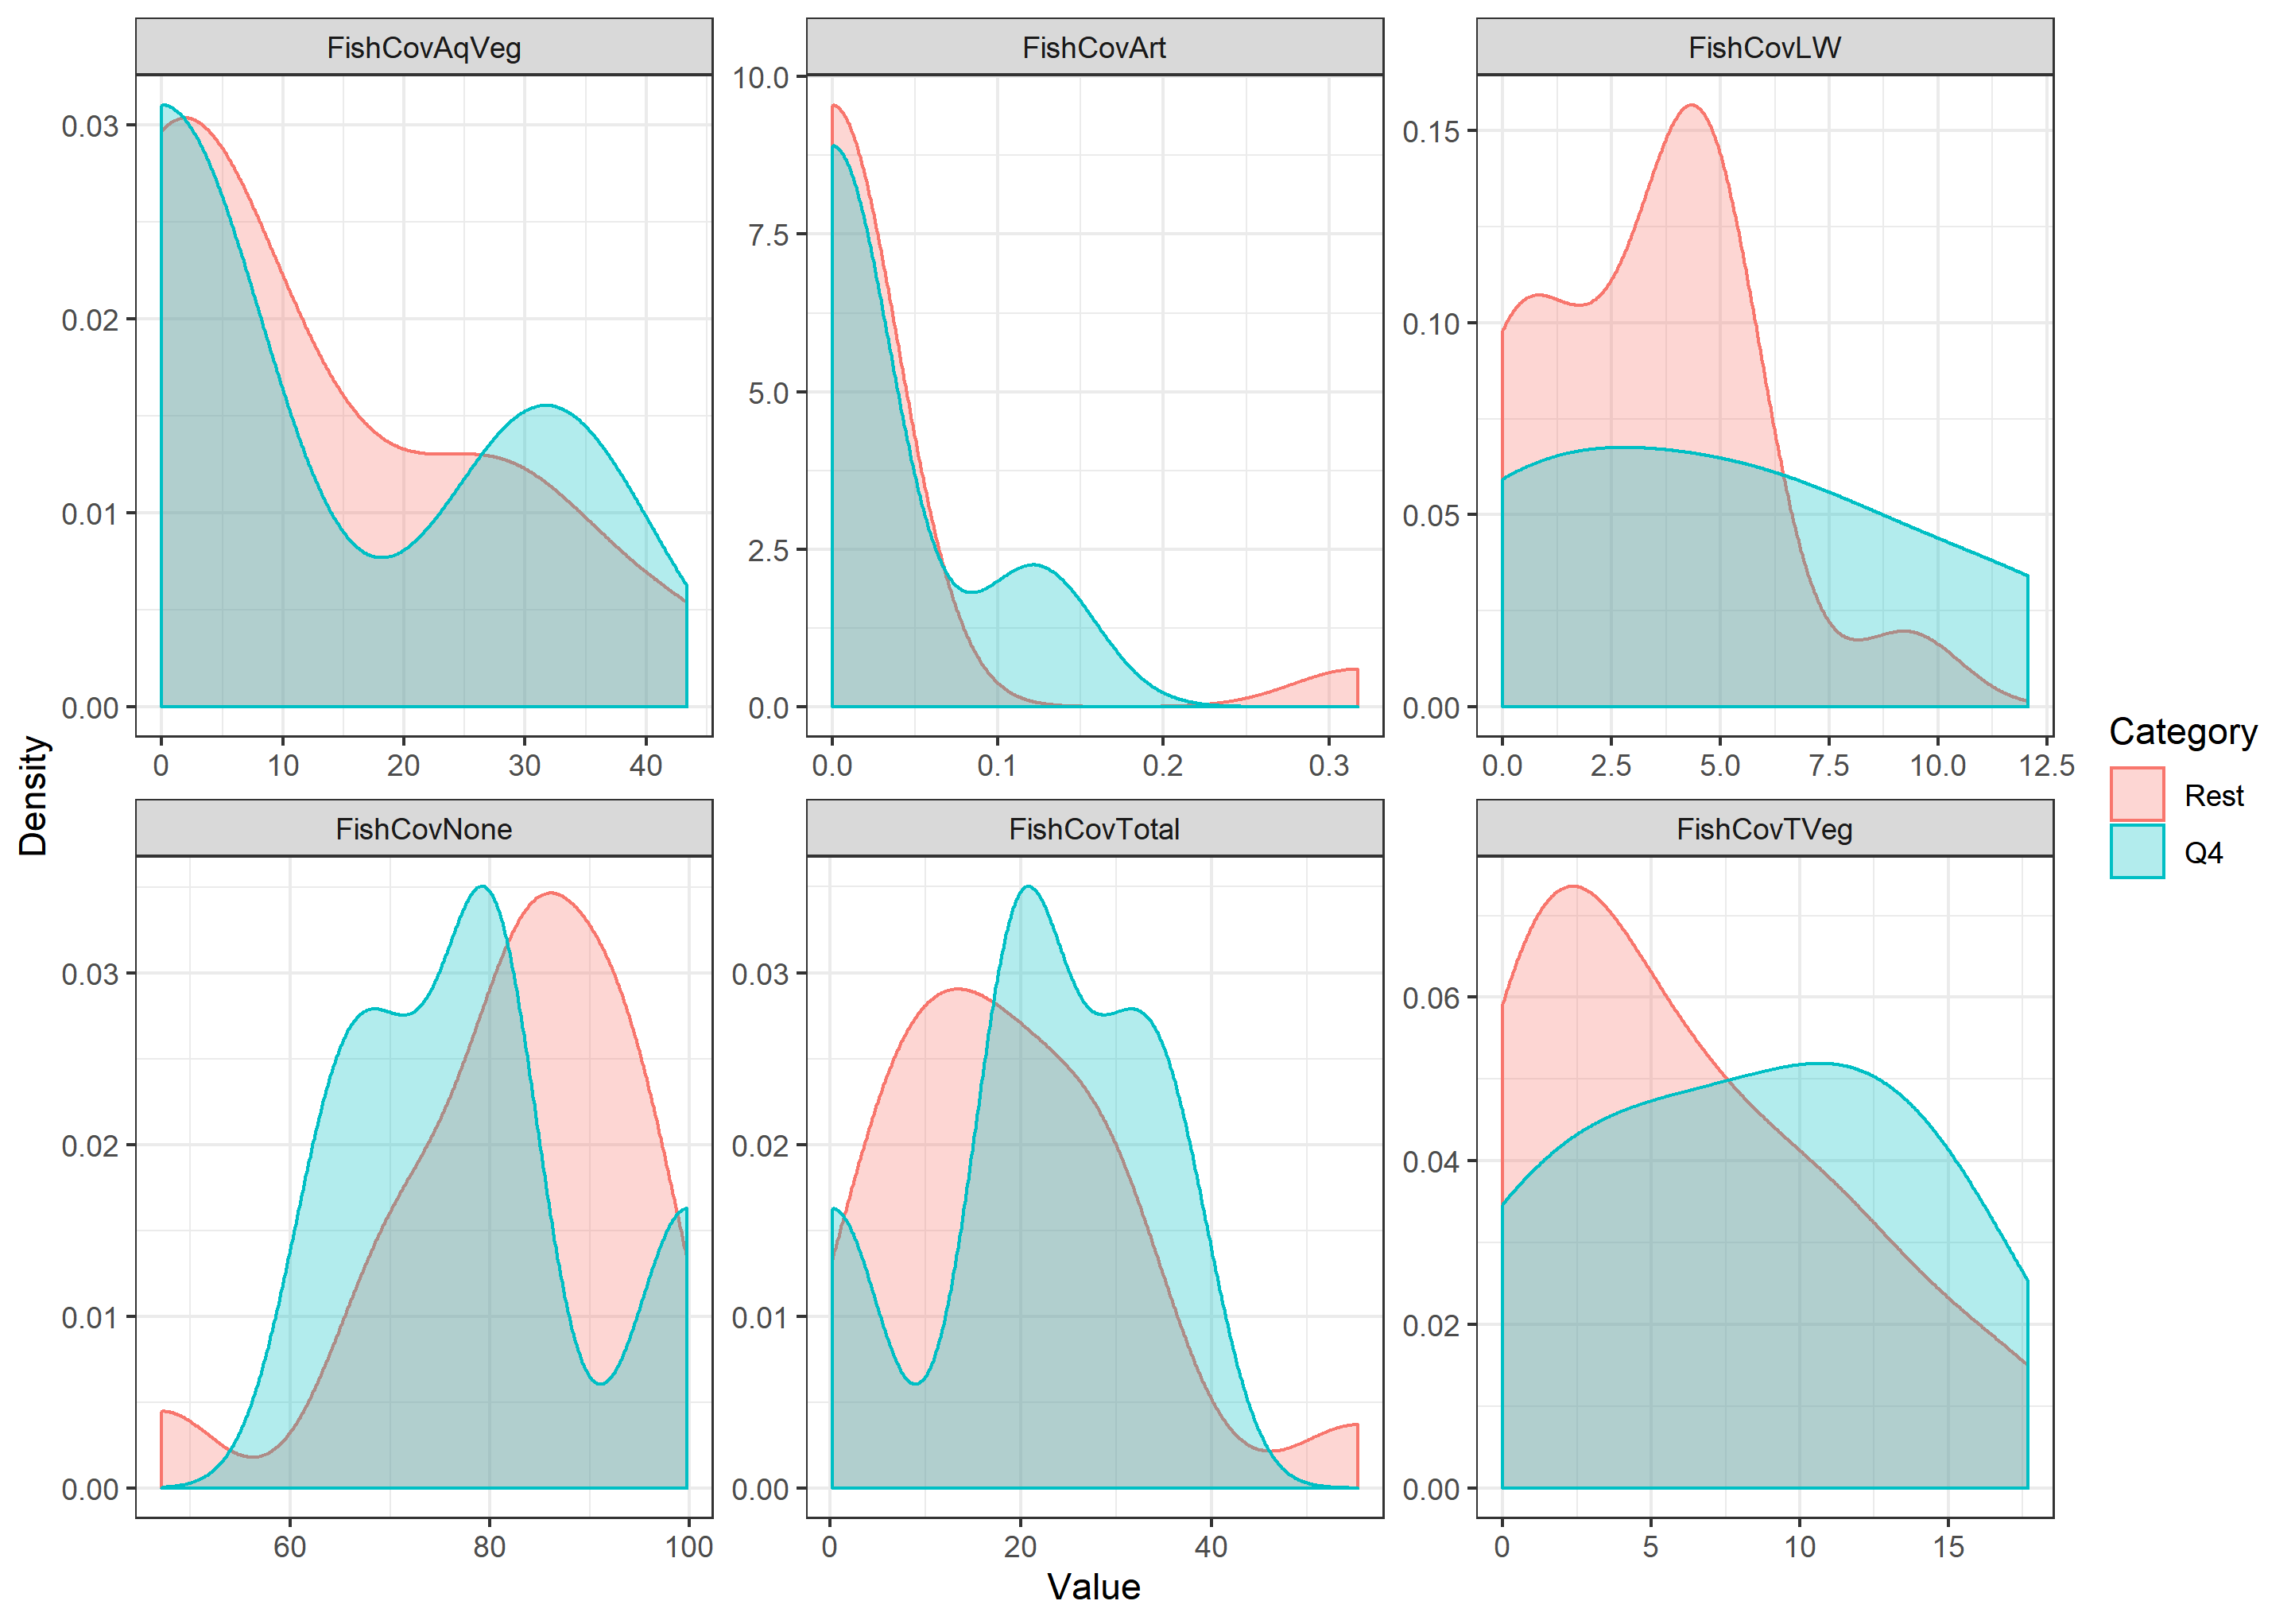 FishCovAqVeg
FishCovArt
FishCovLW
0.03
0.02
0.01
0.00
10.0
7.5
5.0
2.5
0.0
0.15
0.10
0.05
0.00
0 10 20 30 40
0.0 0.1 0.2 0.3
0.0 2.5 5.0 7.5 10.0 12.5
FishCovNone
FishCovTotal
FishCovTVeg
0.03
0.02
0.01
0.00
0.03
0.02
0.01
0.00
0.06
0.04
0.02
0.00
60 80 100
0 20 40
0 5 10 15
Density
Value
Category
Rest
Q4